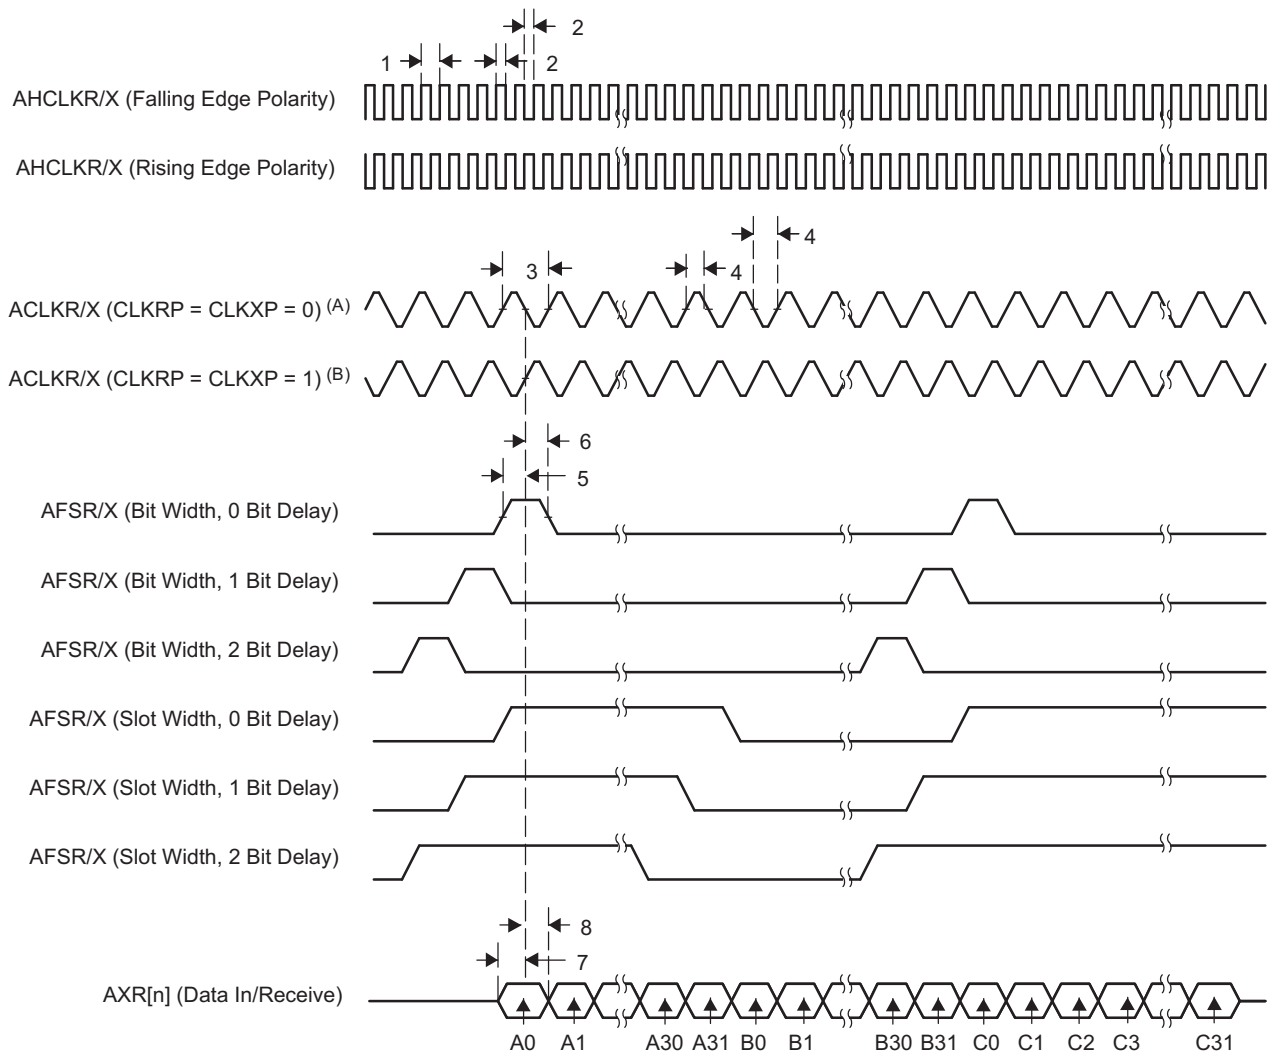 2
1
2
AHCLKR/X (Falling Edge Polarity)
AHCLKR/X (Rising Edge Polarity)
4
3
4
ACLKR/X (CLKRP = CLKXP = 0) (A)
ACLKR/X (CLKRP = CLKXP = 1) (B)
6
5
AFSR/X (Bit Width, 0 Bit Delay)
AFSR/X (Bit Width, 1 Bit Delay)
AFSR/X (Bit Width, 2 Bit Delay)
AFSR/X (Slot Width, 0 Bit Delay)
AFSR/X (Slot Width, 1 Bit Delay)
AFSR/X (Slot Width, 2 Bit Delay)
8
7
AXR[n] (Data In/Receive)
A0 A1 A30 A31 B0 B1 B30 B31 C0 C1 C2 C3 C31